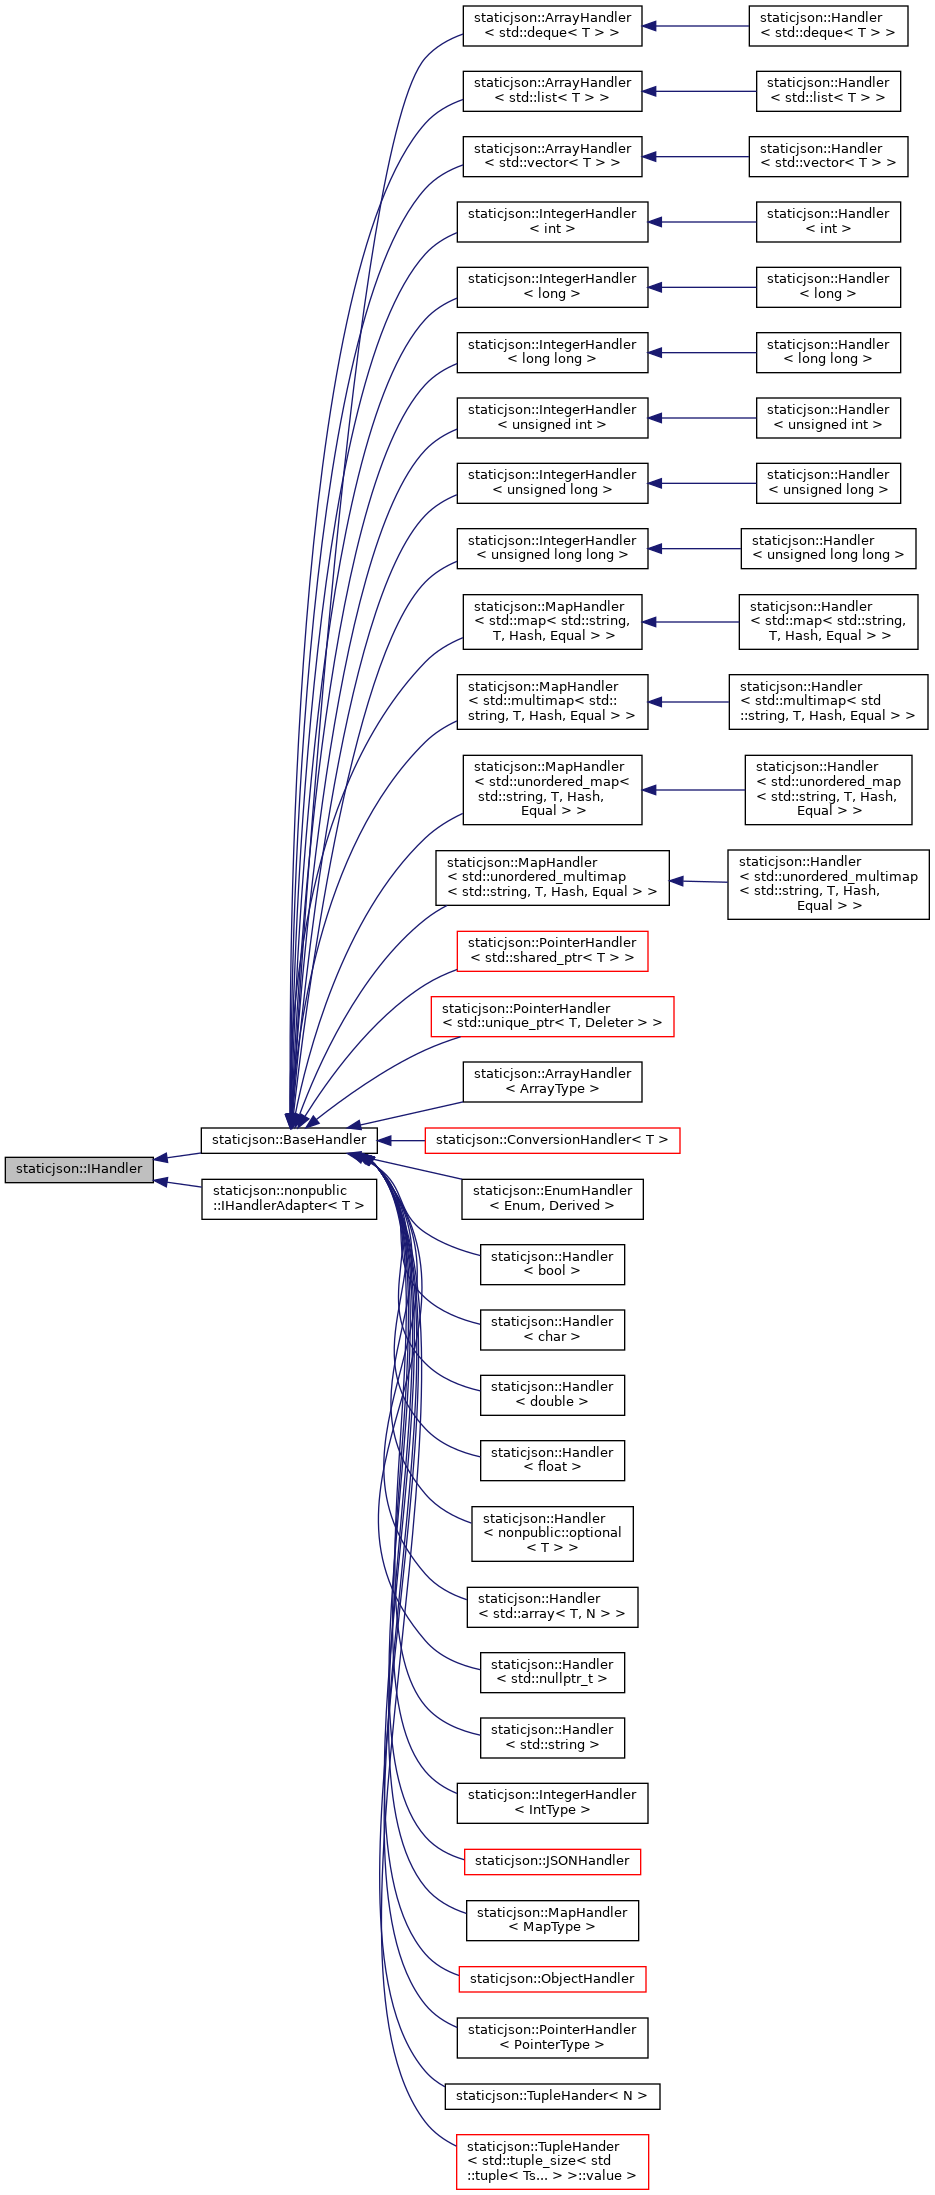 staticjson::ArrayHandler
< std::deque< T > >
staticjson::Handler
< std::deque< T > >
staticjson::ArrayHandler
< std::list< T > >
staticjson::Handler
< std::list< T > >
staticjson::ArrayHandler
< std::vector< T > >
staticjson::Handler
< std::vector< T > >
staticjson::IntegerHandler
< int >
staticjson::Handler
< int >
staticjson::IntegerHandler
< long >
staticjson::Handler
< long >
staticjson::IntegerHandler
< long long >
staticjson::Handler
< long long >
staticjson::IntegerHandler
< unsigned int >
staticjson::Handler
< unsigned int >
staticjson::IntegerHandler
< unsigned long >
staticjson::Handler
< unsigned long >
staticjson::IntegerHandler
< unsigned long long >
staticjson::Handler
< unsigned long long >
staticjson::MapHandler
< std::map< std::string,
T, Hash, Equal > >
staticjson::Handler
< std::map< std::string,
T, Hash, Equal > >
staticjson::MapHandler
< std::multimap< std::
string, T, Hash, Equal > >
staticjson::Handler
< std::multimap< std
::string, T, Hash, Equal > >
staticjson::MapHandler
< std::unordered_map<
std::string, T, Hash,
Equal > >
staticjson::Handler
< std::unordered_map
< std::string, T, Hash,
Equal > >
staticjson::MapHandler
< std::unordered_multimap
< std::string, T, Hash, Equal > >
staticjson::Handler
< std::unordered_multimap
< std::string, T, Hash,
Equal > >
staticjson::PointerHandler
< std::shared_ptr< T > >
staticjson::PointerHandler
< std::unique_ptr< T, Deleter > >
staticjson::ArrayHandler
< ArrayType >
staticjson::BaseHandler
staticjson::ConversionHandler< T >
staticjson::IHandler
staticjson::nonpublic
::IHandlerAdapter< T >
staticjson::EnumHandler
< Enum, Derived >
staticjson::Handler
< bool >
staticjson::Handler
< char >
staticjson::Handler
< double >
staticjson::Handler
< float >
staticjson::Handler
< nonpublic::optional
< T > >
staticjson::Handler
< std::array< T, N > >
staticjson::Handler
< std::nullptr_t >
staticjson::Handler
< std::string >
staticjson::IntegerHandler
< IntType >
staticjson::JSONHandler
staticjson::MapHandler
< MapType >
staticjson::ObjectHandler
staticjson::PointerHandler
< PointerType >
staticjson::TupleHander< N >
staticjson::TupleHander
< std::tuple_size< std
::tuple< Ts... > >::value >